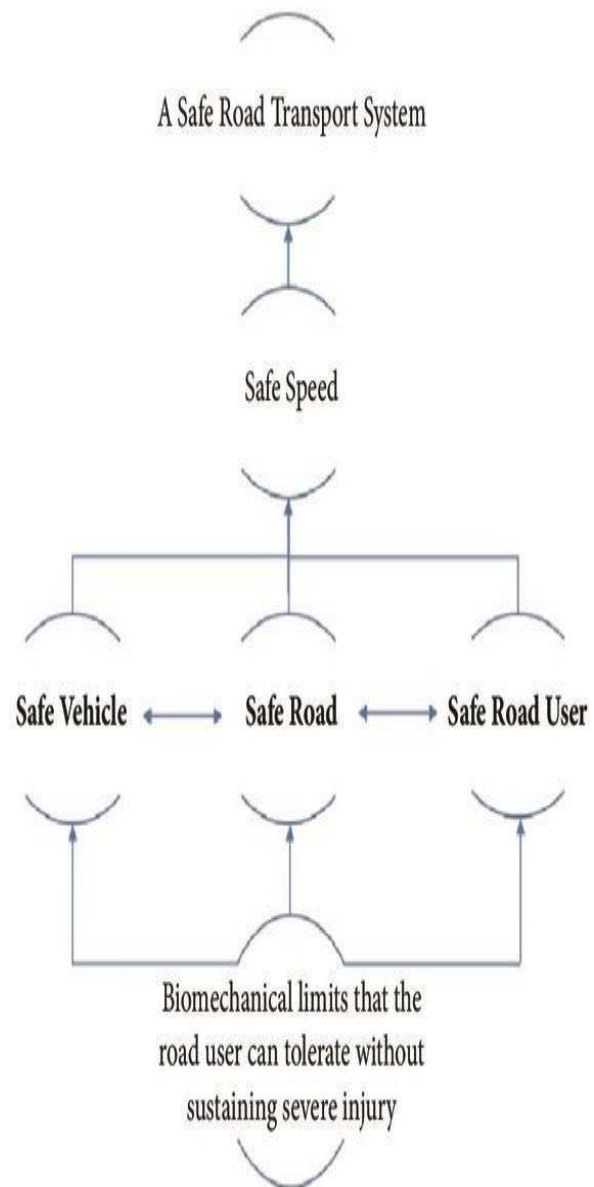 A Safe Road Transport System
Safe Speed
Safe Vehicle
Safe Road
Safe Road User
Biomechanical limits that the
road user can tolerate without
sustaining severe injury